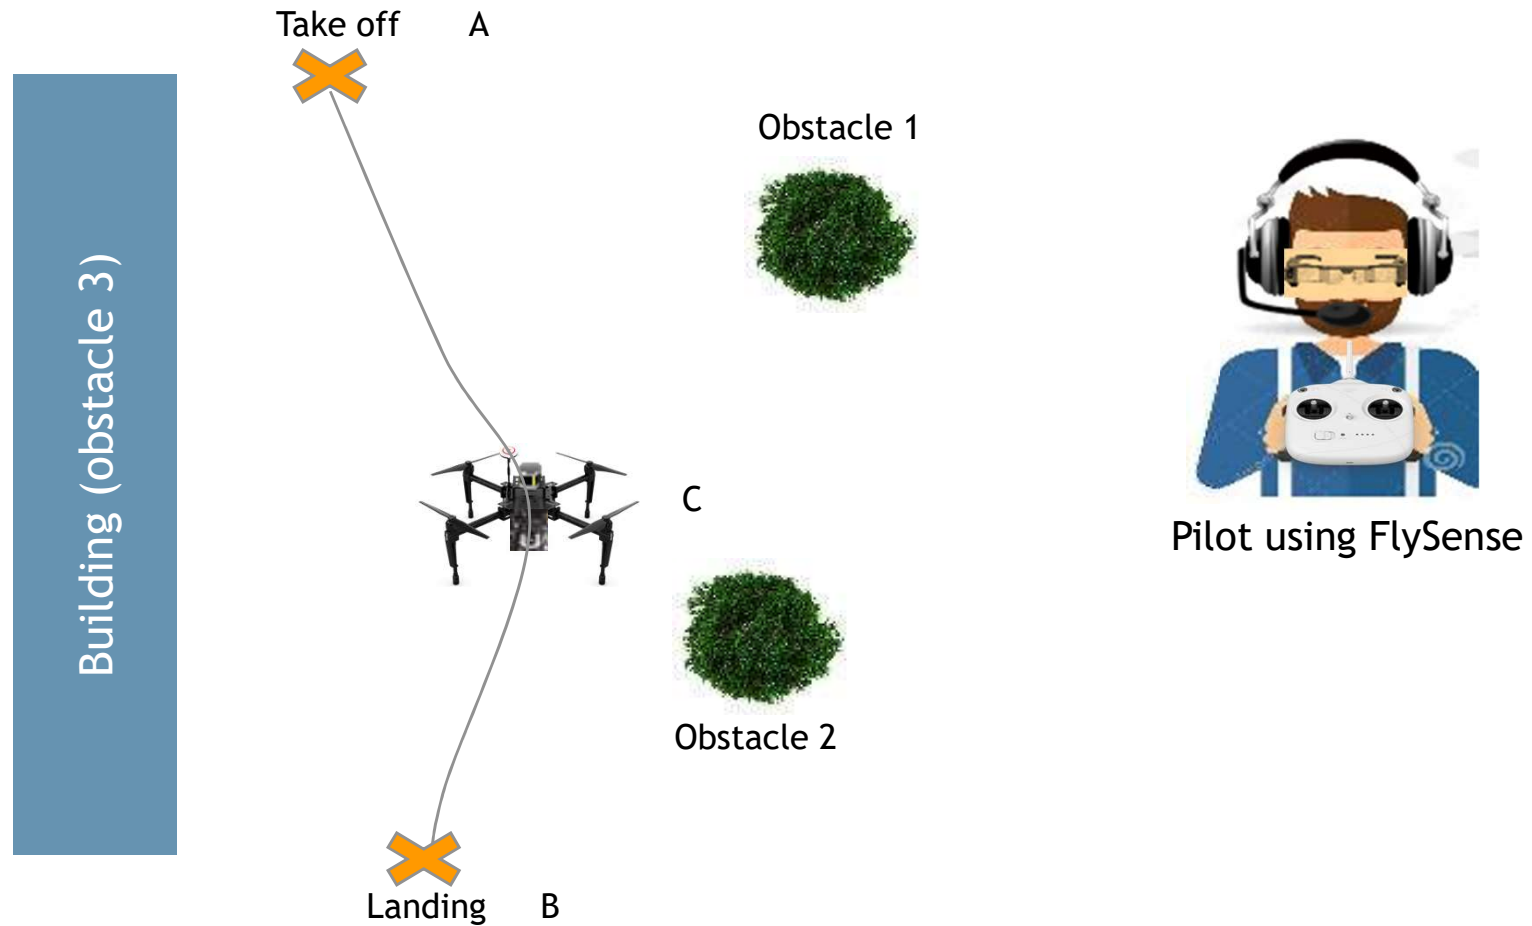 Take off A
Obstacle 1
Building (obstacle 3)
C
Pilot using FlySense
Obstacle 2
Landing B